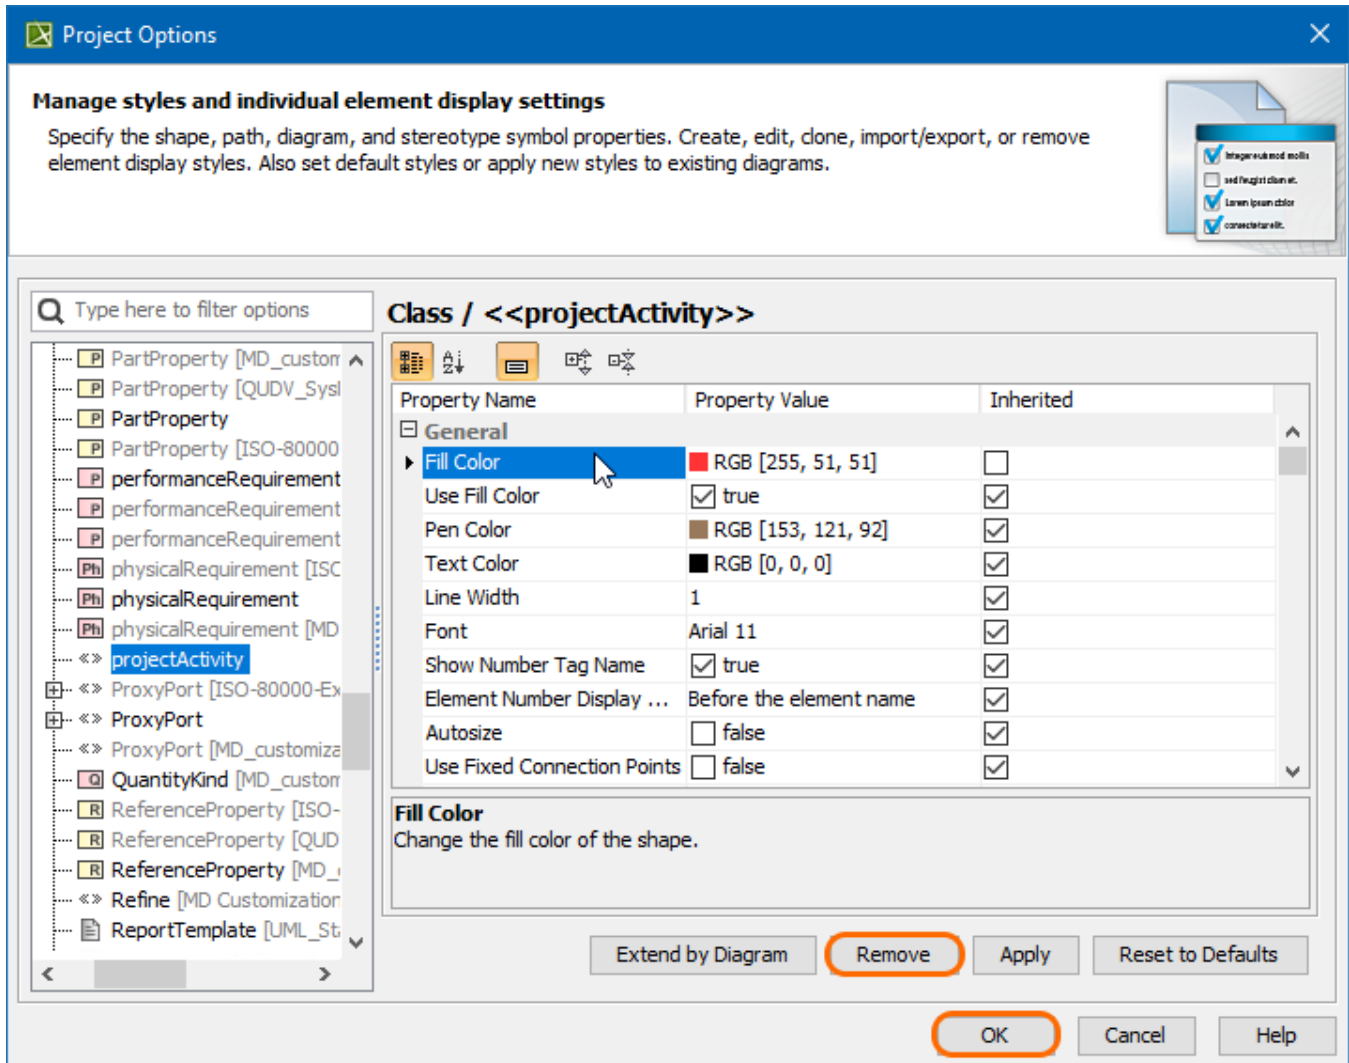 Project Options
Manage styles and individual element display settings
Specify the shape, path, diagram, and stereotype symbol properties. Create, edit, clone, import/export, or remove
element display styles. Also set default styles or apply new styles to existing diagrams.
Type here to filter options
PartProperty [MD_custom
PartProperty [QUDV_Sys
PartProperty
PartProperty [ISO-80000
performanceRequirement
performanceRequirement
performanceRequirement
physicalRequirement [ISO
physicalRequirement
physicalRequirement [MD
projectActivity
ProxyPort [ISO-80000-Ex
ProxyPort
ProxyPort [MD_customiza
QuantityKind [MD_custom
ReferenceProperty [ISO-
ReferenceProperty [QUD
ReferenceProperty [MD_
Refine [MD Customization
ReportTemplate [UML_St
Class / <<projectActivity>>
Property Name Property Value Inherited
General
Fill Color RGB [255, 51, 51]
Use Fill Color true
Pen Color RGB [153, 121, 92]
Text Color RGB [0, 0, 0]
Line Width 1
Font Arial 11
Show Number Tag Name true
Element Number Display ... Before the element name
Autosize false
Use Fixed Connection Points false
Fill Color
Change the fill color of the shape.
Extend by Diagram Remove Apply Reset to Defaults
OK Cancel Help